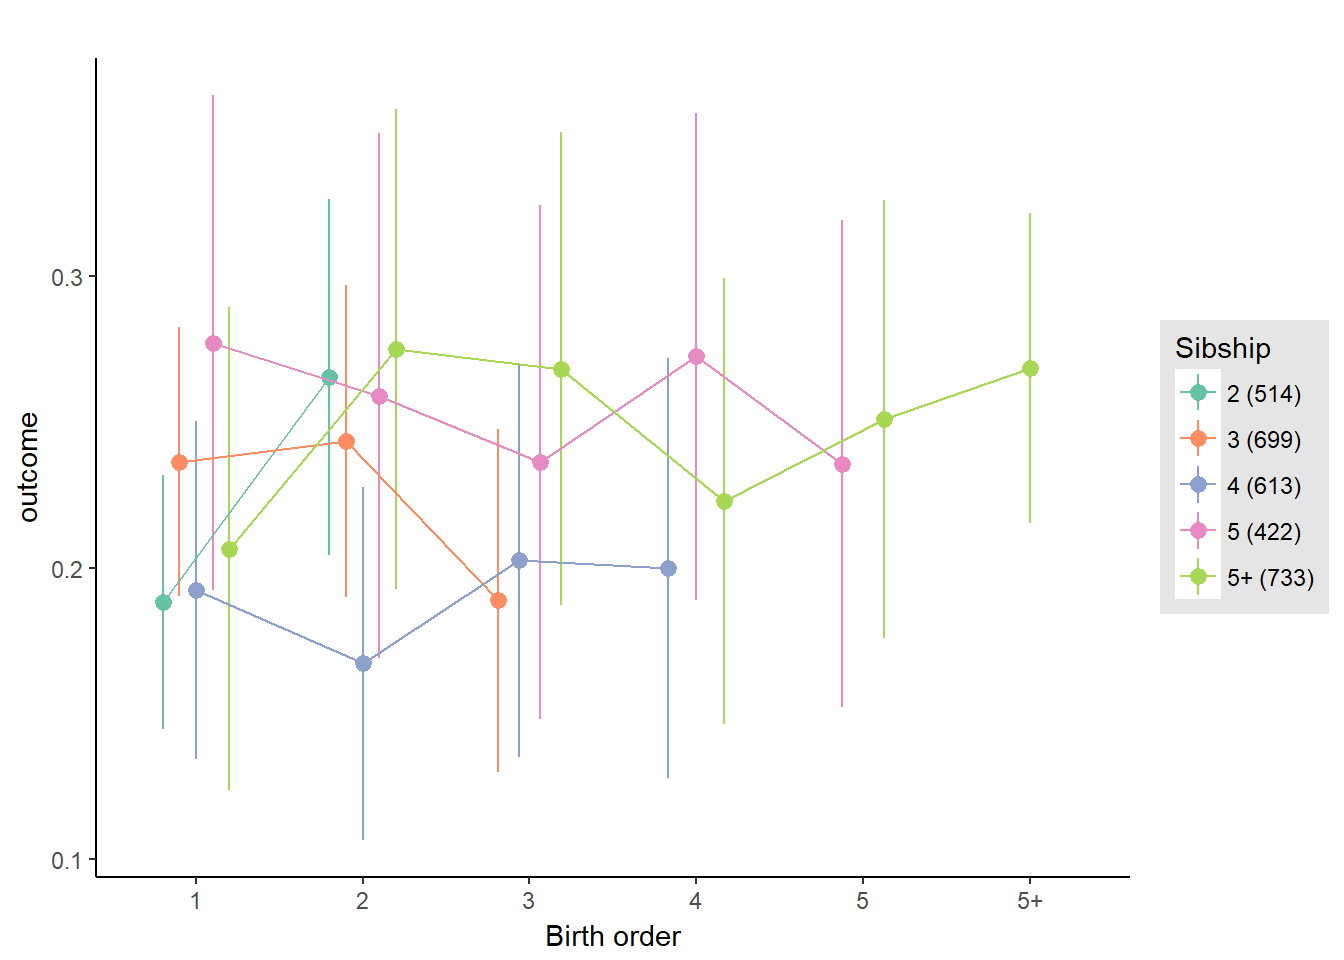 outcome
0.3
0.2
0.1
1 2 3 4 5 5+
Birth order
Sibship
2 (514)
3 (699)
4 (613)
5 (422)
5+ (733)